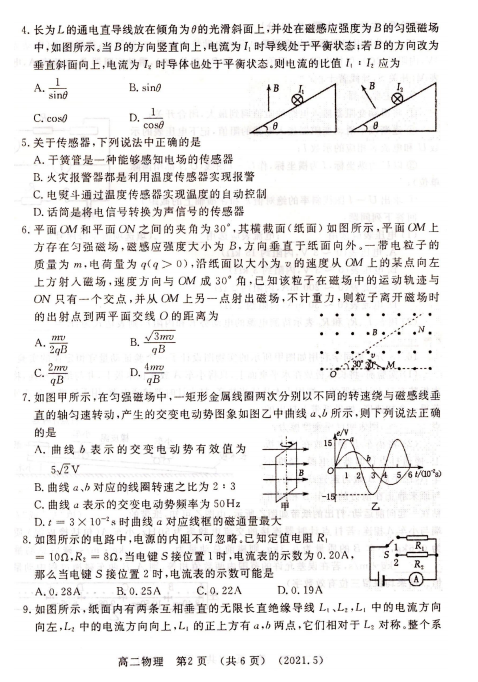 4.长为L的通电直导线放在倾角为θ的光滑斜面上,并处在磁感应强度为B的匀强磁场
中,如图所示。当B的方向竖直向上,电流为I₁时导线处于平衡状态;若B的方向改为
垂直斜面向上,电流为I₂时导体也处于平衡状态。则电流的比值I₁:I₂应为
A. 1/sinθ B. sinθ
C. cosθ D. 1/cosθ
B I₁ θ B I₂ θ
5.关于传感器,下列说法中正确的是
A.干簧管是一种能够感知电场的传感器
B.火灾报警器都是利用温度传感器实现报警
C.电熨斗通过温度传感器实现温度的自动控制
D.话筒是将电信号转换为声信号的传感器
6.平面OM和平面ON之间的夹角为30°,其横截面(纸面)如图所示,平面OM上
方存在匀强磁场,磁感应强度大小为B,方向垂直于纸面向外。一带电粒子的
质量为m,电荷量为q(q>0),沿纸面以大小为v的速度从OM上的某点向左
上方射入磁场,速度方向与OM成30°角,已知该粒子在磁场中的运动轨迹与
ON只有一个交点,并从OM上另一点射出磁场,不计重力,则粒子离开磁场时
的出射点到两平面交线O的距离为
A. mv/2qB B. √3mv/qB
C. 2mv/qB D. 4mv/qB
B N v 30° 30° M O
7.如图甲所示,在匀强磁场中,一矩形金属线圈两次分别以不同的转速绕与磁感线垂
直的轴匀速转动,产生的交变电动势图象如图乙中曲线a、b所示,则下列说法正确
的是
A.曲线b表示的交变电动势有效值为
5√2V
B.曲线a、b对应的线圈转速之比为2:3
C.曲线a表示的交变电动势频率为50Hz
D.t=3×10⁻²s时曲线a对应线框的磁通量最大
B 甲
e/V 15 a b 0 1 2 3 4 5 6 t/(10⁻²s) -15 乙
8.如图所示的电路中,电源的内阻不可忽略。已知定值电阻R₁
=10Ω,R₂=8Ω,当电键S接位置1时,电流表的示数为0.20A,
那么当电键S接位置2时,电流表的示数可能是
A.0.28A B.0.25A C.0.22A D.0.19A
S 1 2 R₁ R₂ A
9.如图所示,纸面内有两条互相垂直的无限长直绝缘导线L₁、L₂,L₁中的电流方向
向左,L₂中的电流方向向上,L₁的正上方有a,b两点,它们相对于L₂对称。整个系
高二物理 第2页 (共6页) (2021.5)